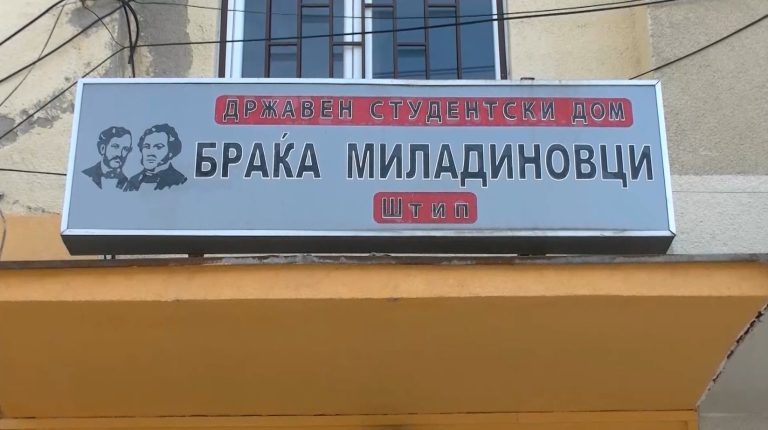 ДРЖАВЕН СТУДЕНТСКИ ДОМ
БРАЌА МИЛАДИНОВЦИ
Штип